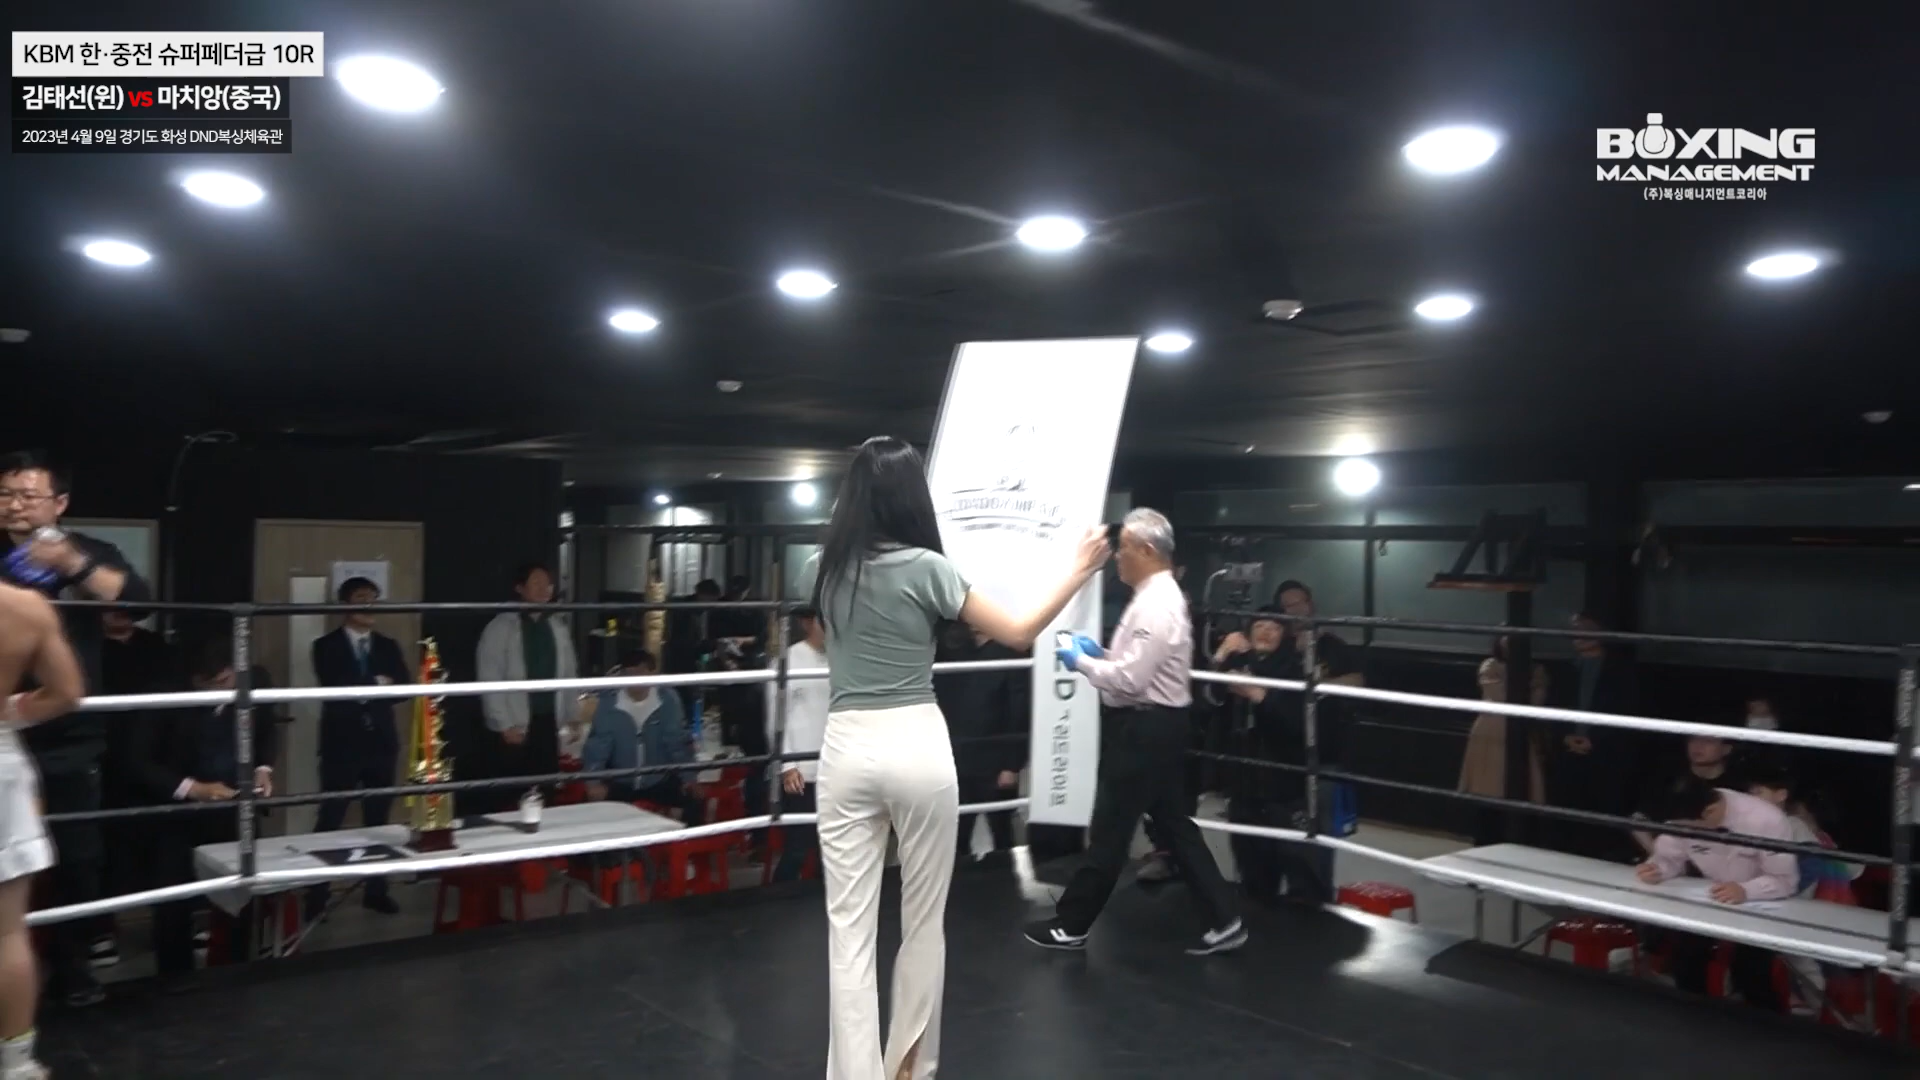 KBM 한·중전 슈퍼페더급 10R
김태선(윈) vs 마치앙(중국)
2023년 4월 9일 경기도 화성 DND복싱체육관
BOXING
MANAGEMENT
(주)복싱매니지먼트코리아